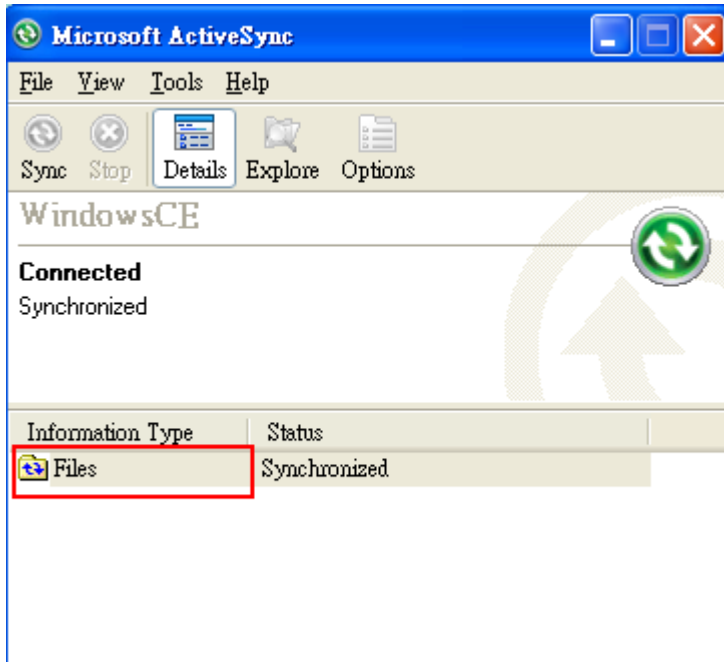 Microsoft ActiveSync
File View Tools Help
Sync Stop Details Explore Options
WindowsCE
Connected
Synchronized
Information Type Status
Files Synchronized